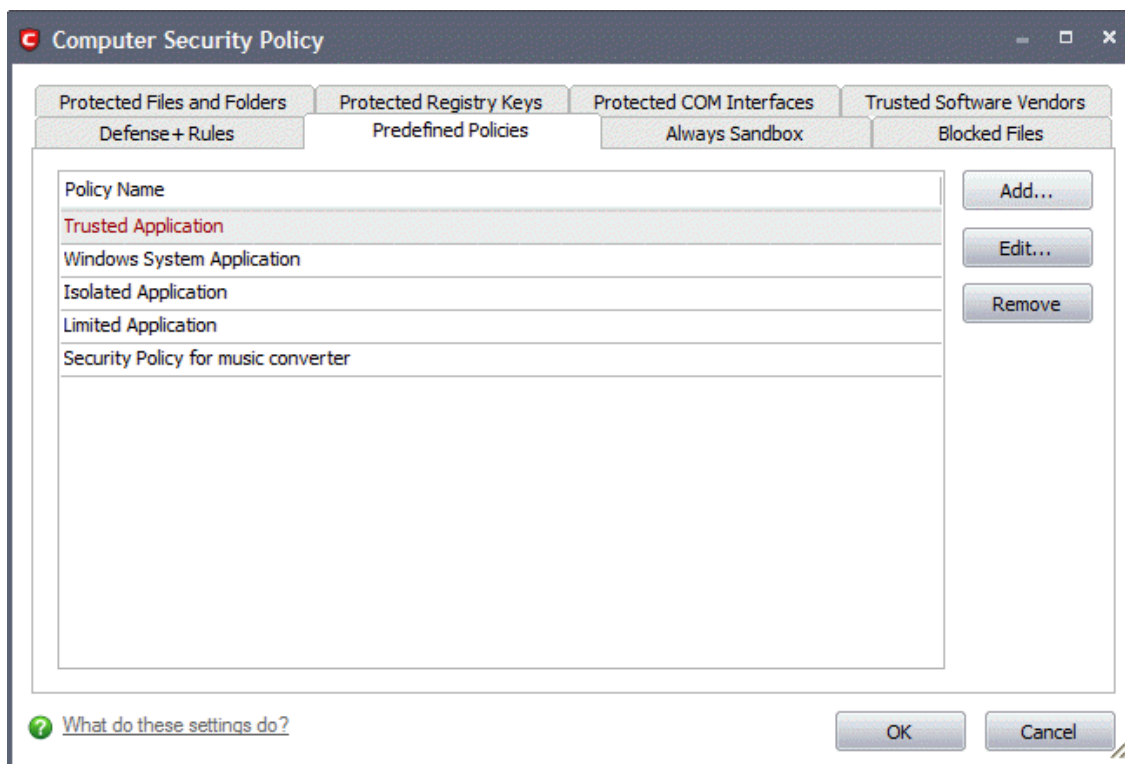 Computer Security Policy
Protected Files and Folders
Protected Registry Keys
Protected COM Interfaces
Trusted Software Vendors
Defense+ Rules
Predefined Policies
Always Sandbox
Blocked Files
Policy Name
Trusted Application
Windows System Application
Isolated Application
Limited Application
Security Policy for music converter
Add...
Edit...
Remove
What do these settings do?
OK
Cancel